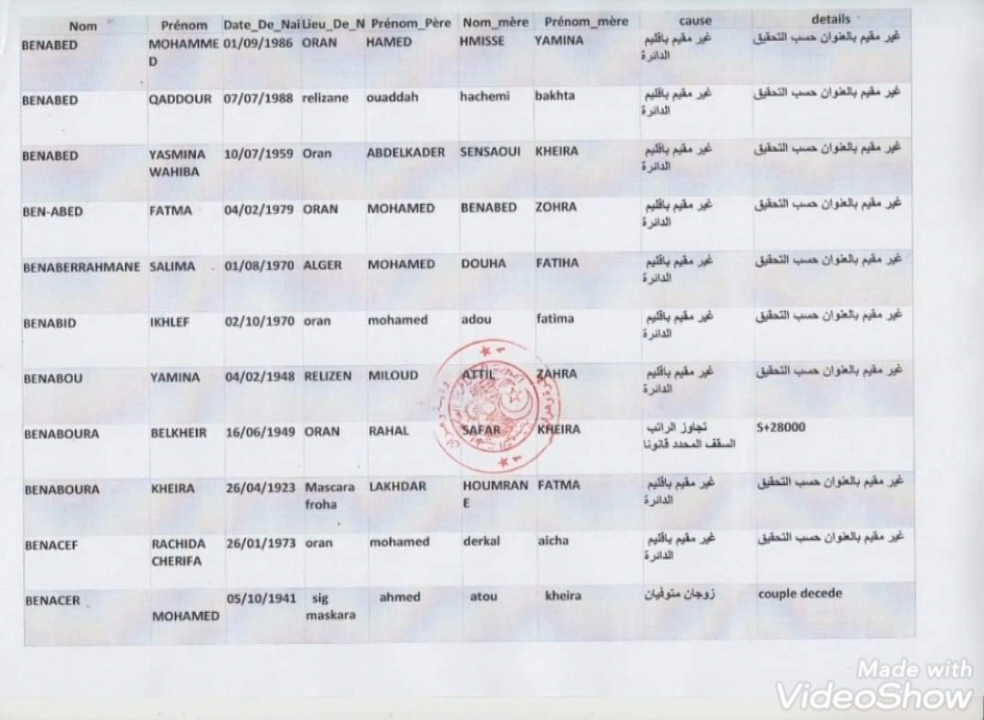 Nom Prénom Date_De_Nai Lieu_De_N Prénom_Père Nom_mère Prénom_mère cause details
BENABED MOHAMME 01/09/1986 ORAN HAMED HMISSE YAMINA غير مقيم باقليم غير مقيم بالعنوان حسب التحقيق
D الدائرة
BENABED QADDOUR 07/07/1988 relizane ouaddah hachemi bakhta غير مقيم باقليم غير مقيم بالعنوان حسب التحقيق
الدائرة
BENABED YASMINA 10/07/1959 Oran ABDELKADER SENSAOUI KHEIRA غير مقيم باقليم غير مقيم بالعنوان حسب التحقيق
WAHIBA الدائرة
BEN-ABED FATMA 04/02/1979 ORAN MOHAMED BENABED ZOHRA غير مقيم باقليم غير مقيم بالعنوان حسب التحقيق
الدائرة
BENABERRAHMANE SALIMA 01/08/1970 ALGER MOHAMED DOUHA FATIHA غير مقيم باقليم غير مقيم بالعنوان حسب التحقيق
الدائرة
BENABID IKHLEF 02/10/1970 oran mohamed adou fatima غير مقيم باقليم غير مقيم بالعنوان حسب التحقيق
الدائرة
BENABOU YAMINA 04/02/1948 RELIZEN MILOUD ATTIL ZAHRA غير مقيم باقليم غير مقيم بالعنوان حسب التحقيق
الدائرة
BENABOURA BELKHEIR 16/06/1949 ORAN RAHAL SAFAR KHEIRA تجاوز الراتب S+28000
السقف المحدد قانونا
BENABOURA KHEIRA 26/04/1923 Mascara LAKHDAR HOUMRAN FATMA غير مقيم باقليم غير مقيم بالعنوان حسب التحقيق
froha E الدائرة
BENACEF RACHIDA 26/01/1973 oran mohamed derkal aicha غير مقيم باقليم غير مقيم بالعنوان حسب التحقيق
CHERIFA الدائرة
BENACER 05/10/1941 sig ahmed atou kheira زوجان متوفيان couple decede
MOHAMED maskara
Made with
VideoShow